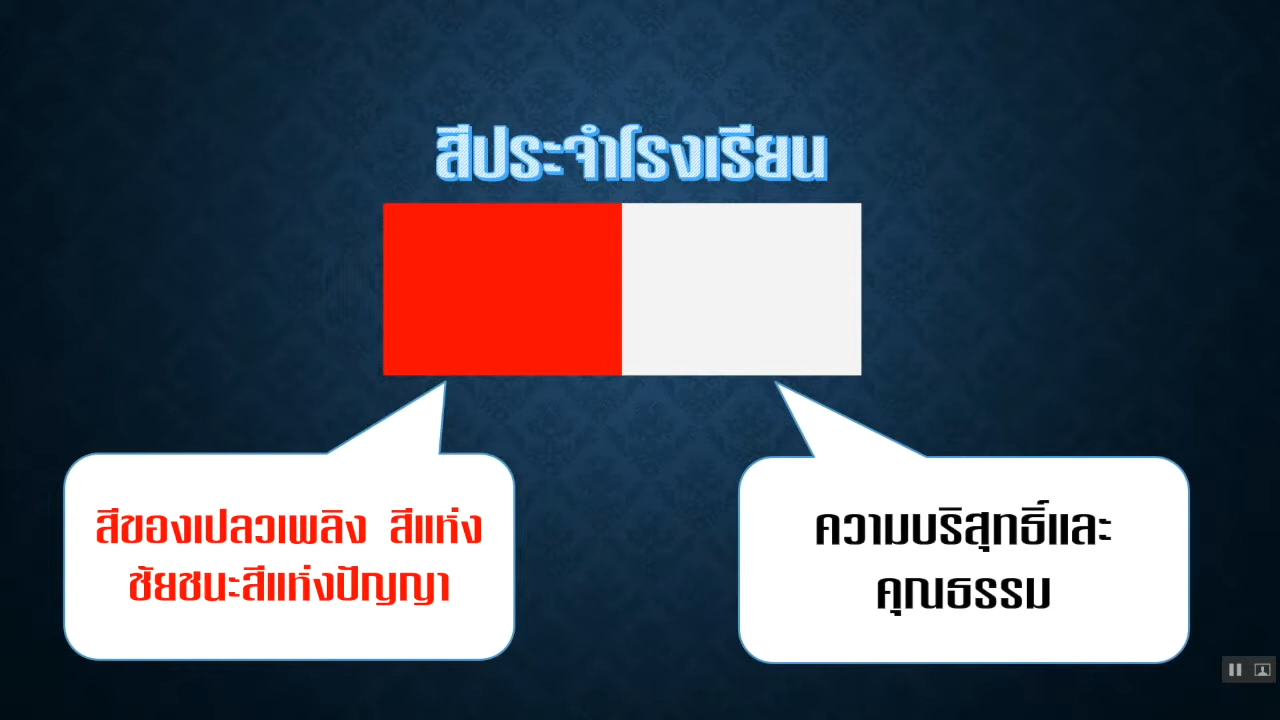 สีประจำโรงเรียน
สีของเปลวเพลิง สีแห่ง
ชัยชนะสีแห่งปัญญา
ความบริสุทธิ์และ
คุณธรรม